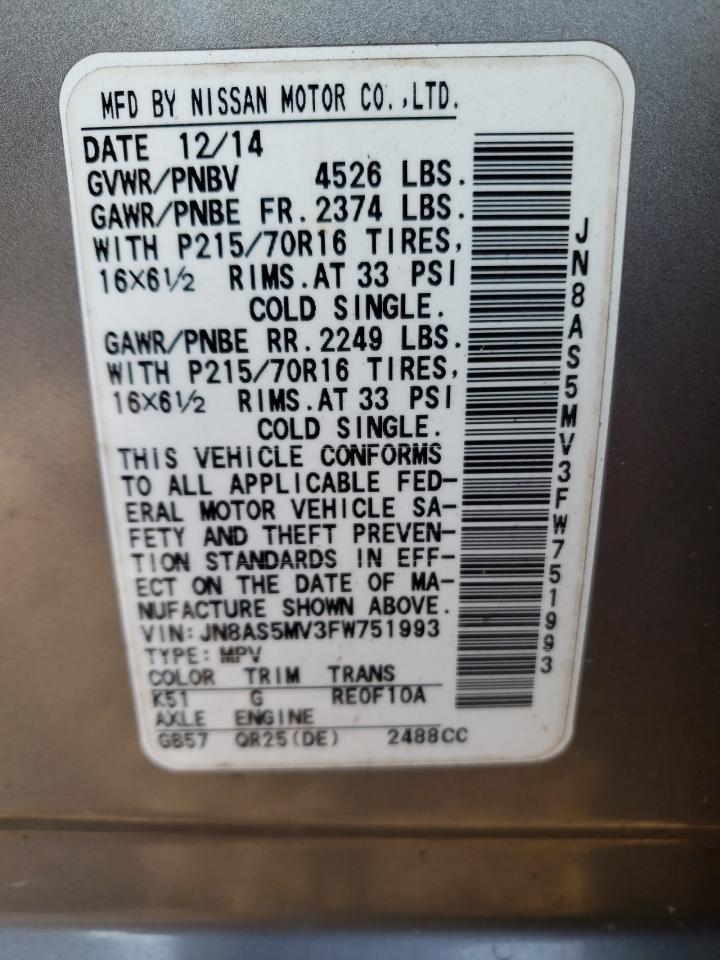 MFD BY NISSAN MOTOR CO.,LTD.
DATE 12/14
GVWR/PNBV 4526 LBS.
GAWR/PNBE FR.2374 LBS.
WITH P215/70R16 TIRES,
16X6½ RIMS.AT 33 PSI
COLD SINGLE.
GAWR/PNBE RR.2249 LBS.
WITH P215/70R16 TIRES,
16X6½ RIMS.AT 33 PSI
COLD SINGLE.
THIS VEHICLE CONFORMS
TO ALL APPLICABLE FED-
ERAL MOTOR VEHICLE SA-
FETY AND THEFT PREVEN-
TION STANDARDS IN EFF-
ECT ON THE DATE OF MA-
NUFACTURE SHOWN ABOVE.
VIN: JN8AS5MV3FW751993
TYPE: MPV
COLOR TRIM TRANS
K51 G RE0F10A
AXLE ENGINE
GB57 QR25(DE) 2488CC
JN8AS5MV3FW751993